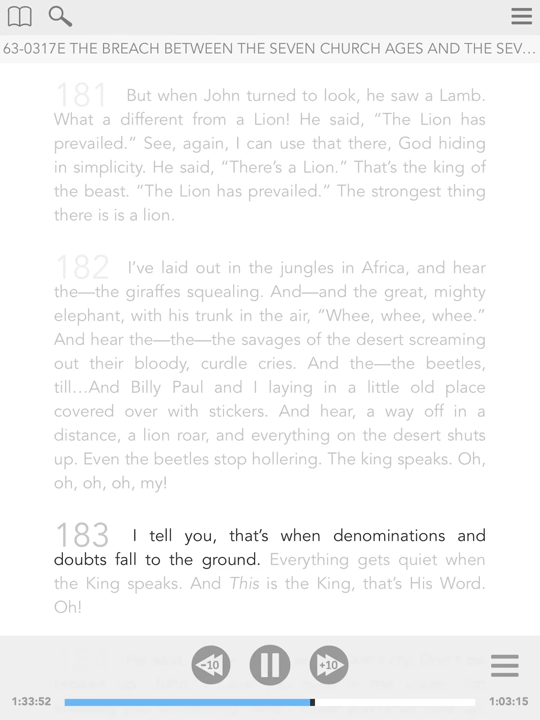 63-0317E THE BREACH BETWEEN THE SEVEN CHURCH AGES AND THE SEV...
181 But when John turned to look, he saw a Lamb.
What a different from a Lion! He said, “The Lion has
prevailed.” See, again, I can use that there, God hiding
in simplicity. He said, “There’s a Lion.” That’s the king of
the beast. “The Lion has prevailed.” The strongest thing
there is is a lion.
182 I’ve laid out in the jungles in Africa, and hear
the—the giraffes squealing. And—and the great, mighty
elephant, with his trunk in the air, “Whee, whee, whee.”
And hear the—the—the savages of the desert screaming
out their bloody, curdle cries. And the—the beetles,
till…And Billy Paul and I laying in a little old place
covered over with stickers. And hear, a way off in a
distance, a lion roar, and everything on the desert shuts
up. Even the beetles stop hollering. The king speaks. Oh,
oh, oh, oh, my!
183 I tell you, that’s when denominations and
doubts fall to the ground. Everything gets quiet when
the King speaks. And This is the King, that’s His Word.
Oh!
-10
+10
1:33:52
1:03:15